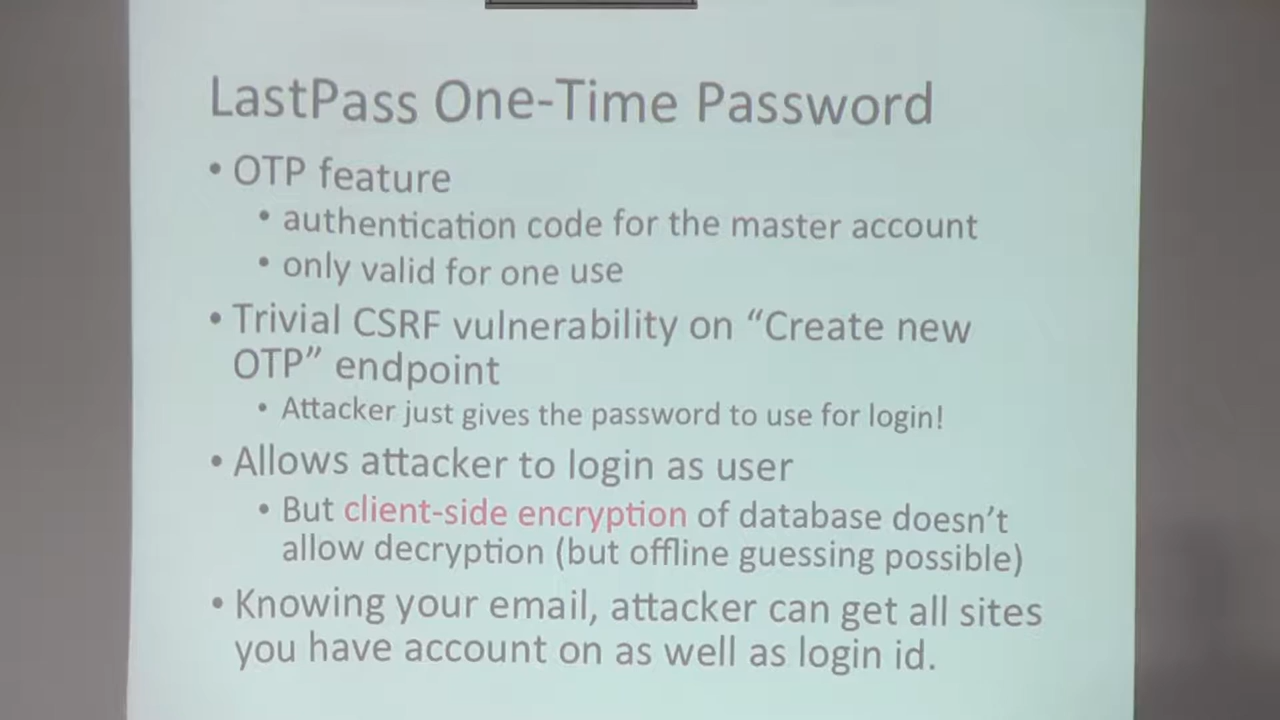 LastPass One-Time Password
• OTP feature
• authentication code for the master account
• only valid for one use
• Trivial CSRF vulnerability on “Create new
OTP” endpoint
• Attacker just gives the password to use for login!
• Allows attacker to login as user
• But client-side encryption of database doesn’t
allow decryption (but offline guessing possible)
• Knowing your email, attacker can get all sites
you have account on as well as login id.